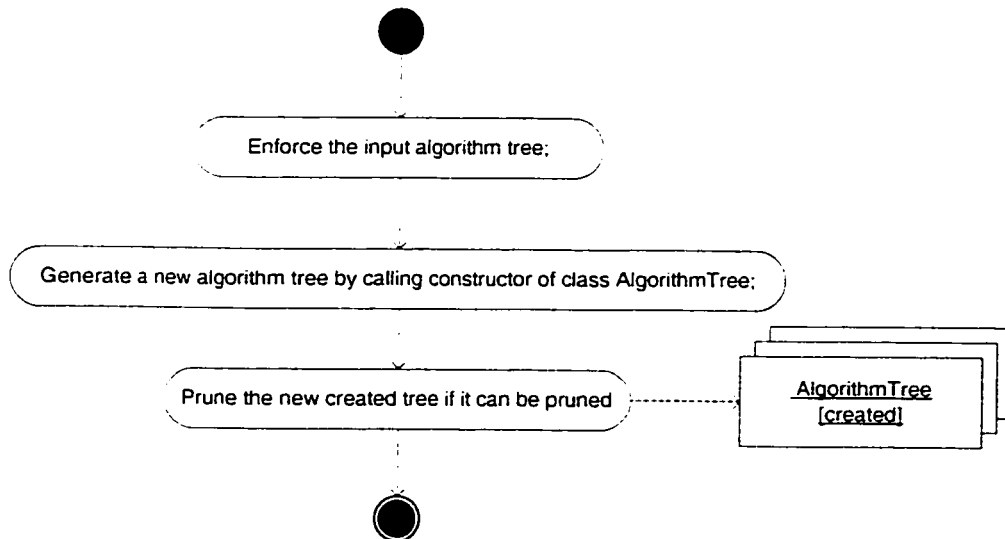 Enforce the input algorithm tree;
Generate a new algorithm tree by calling constructor of class AlgorithmTree;
Prune the new created tree if it can be pruned
AlgorithmTree
[created]